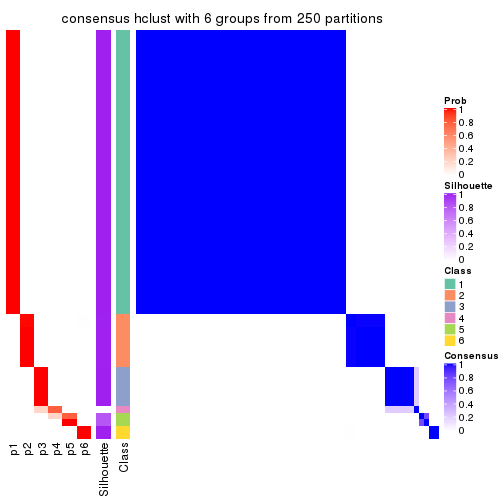 consensus hclust with 6 groups from 250 partitions
Prob
1
0.8
0.6
0.4
0.2
0
Silhouette
1
0.8
0.6
0.4
0.2
0
Class
1
2
3
4
5
6
Consensus
1
0.8
0.6
0.4
0.2
0
p1
p2
p3
p4
p5
p6
Silhouette
Class